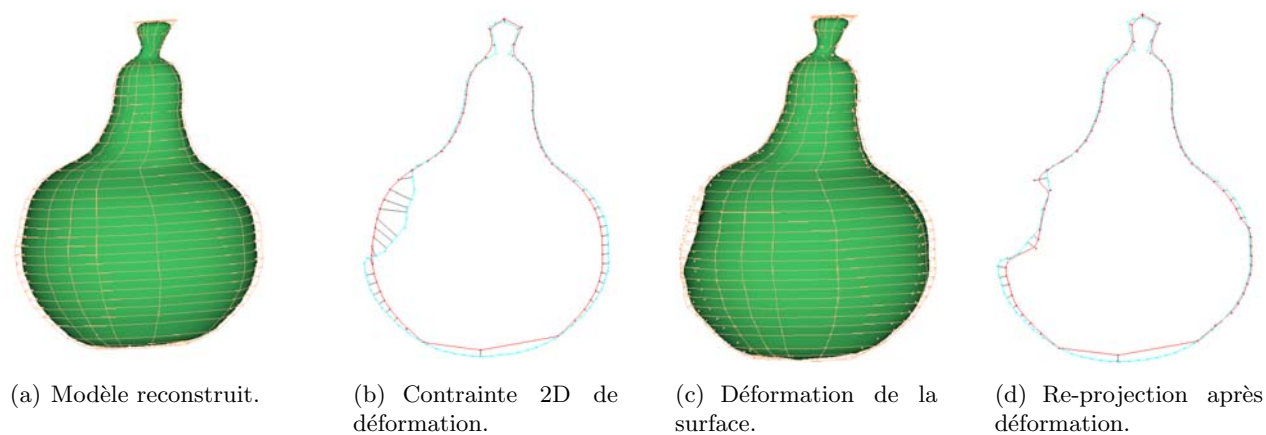 (a) Modèle reconstruit.
(b) Contrainte 2D de
déformation.
(c) Déformation de la
surface.
(d) Re-projection après
déformation.